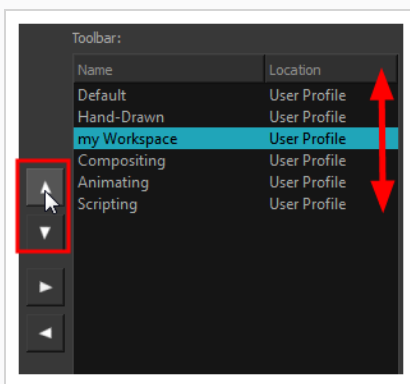 Toolbar:
Name Location
Default User Profile
Hand-Drawn User Profile
my Workspace User Profile
Compositing User Profile
Animating User Profile
Scripting User Profile